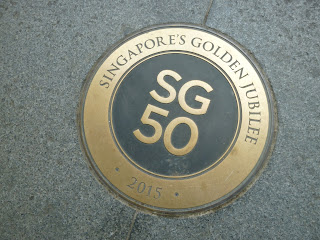 SINGAPORE'S GOLDEN JUBILEE
SG
50
· 2015 ·